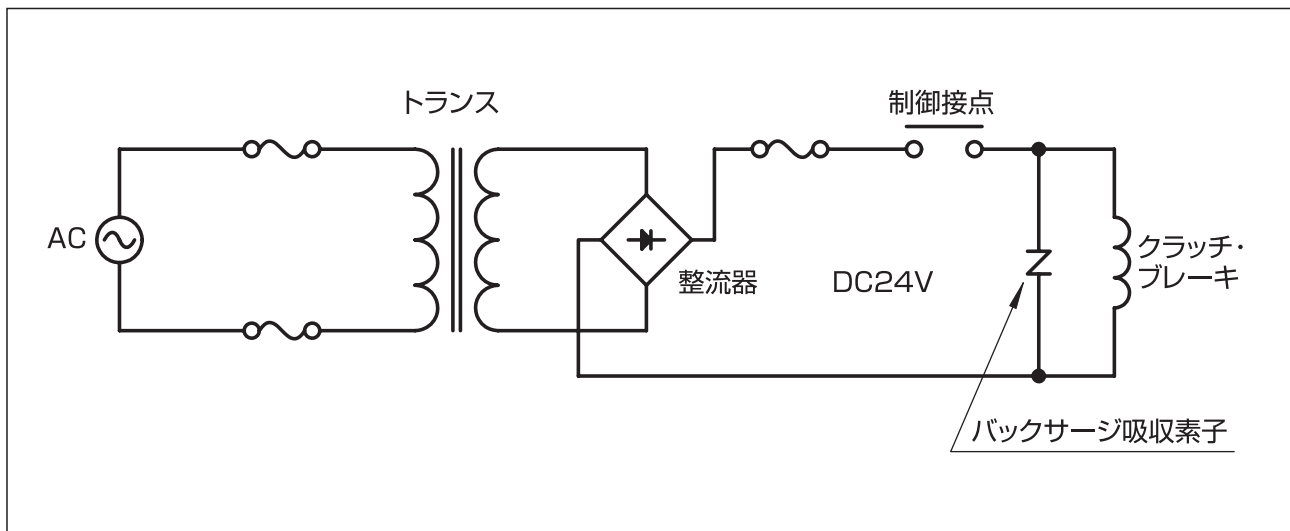 トランス
制御接点
AC
クラッチ・
ブレーキ
整流器
DC24V
バックサージ吸収素子